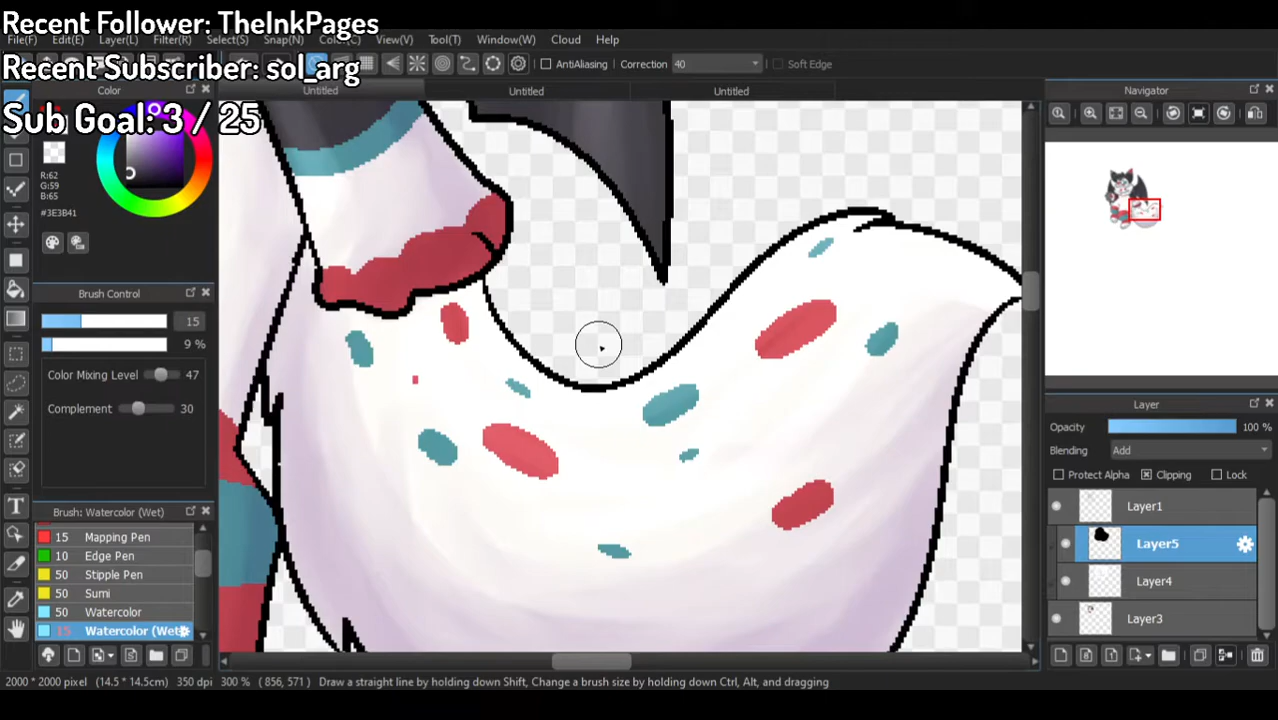 Recent Follower: TheInkPages
File(F) Edit(E) Layer(L) Filter(R) Select(S) Snap(N) Color(C) View(V) Tool(T) Window(W) Cloud Help
Recent Subscriber: sol_arg
AntiAliasing Correction 40 Soft Edge
Color Untitled Untitled Untitled Navigator
Sub Goal: 3 / 25
R:62
G:59
B:65
#3E3B41
Brush Control
15
9 %
Color Mixing Level 47
Complement 30
Brush: Watercolor (Wet)
15 Mapping Pen
10 Edge Pen
50 Stipple Pen
50 Sumi
50 Watercolor
15 Watercolor (Wet)
Layer
Opacity 100 %
Blending Add
Protect Alpha Clipping Lock
Layer1
Layer5
Layer4
Layer3
2000 * 2000 pixel (14.5 * 14.5cm) 350 dpi 300 % ( 856, 571) Draw a straight line by holding down Shift, Change a brush size by holding down Ctrl, Alt, and dragging